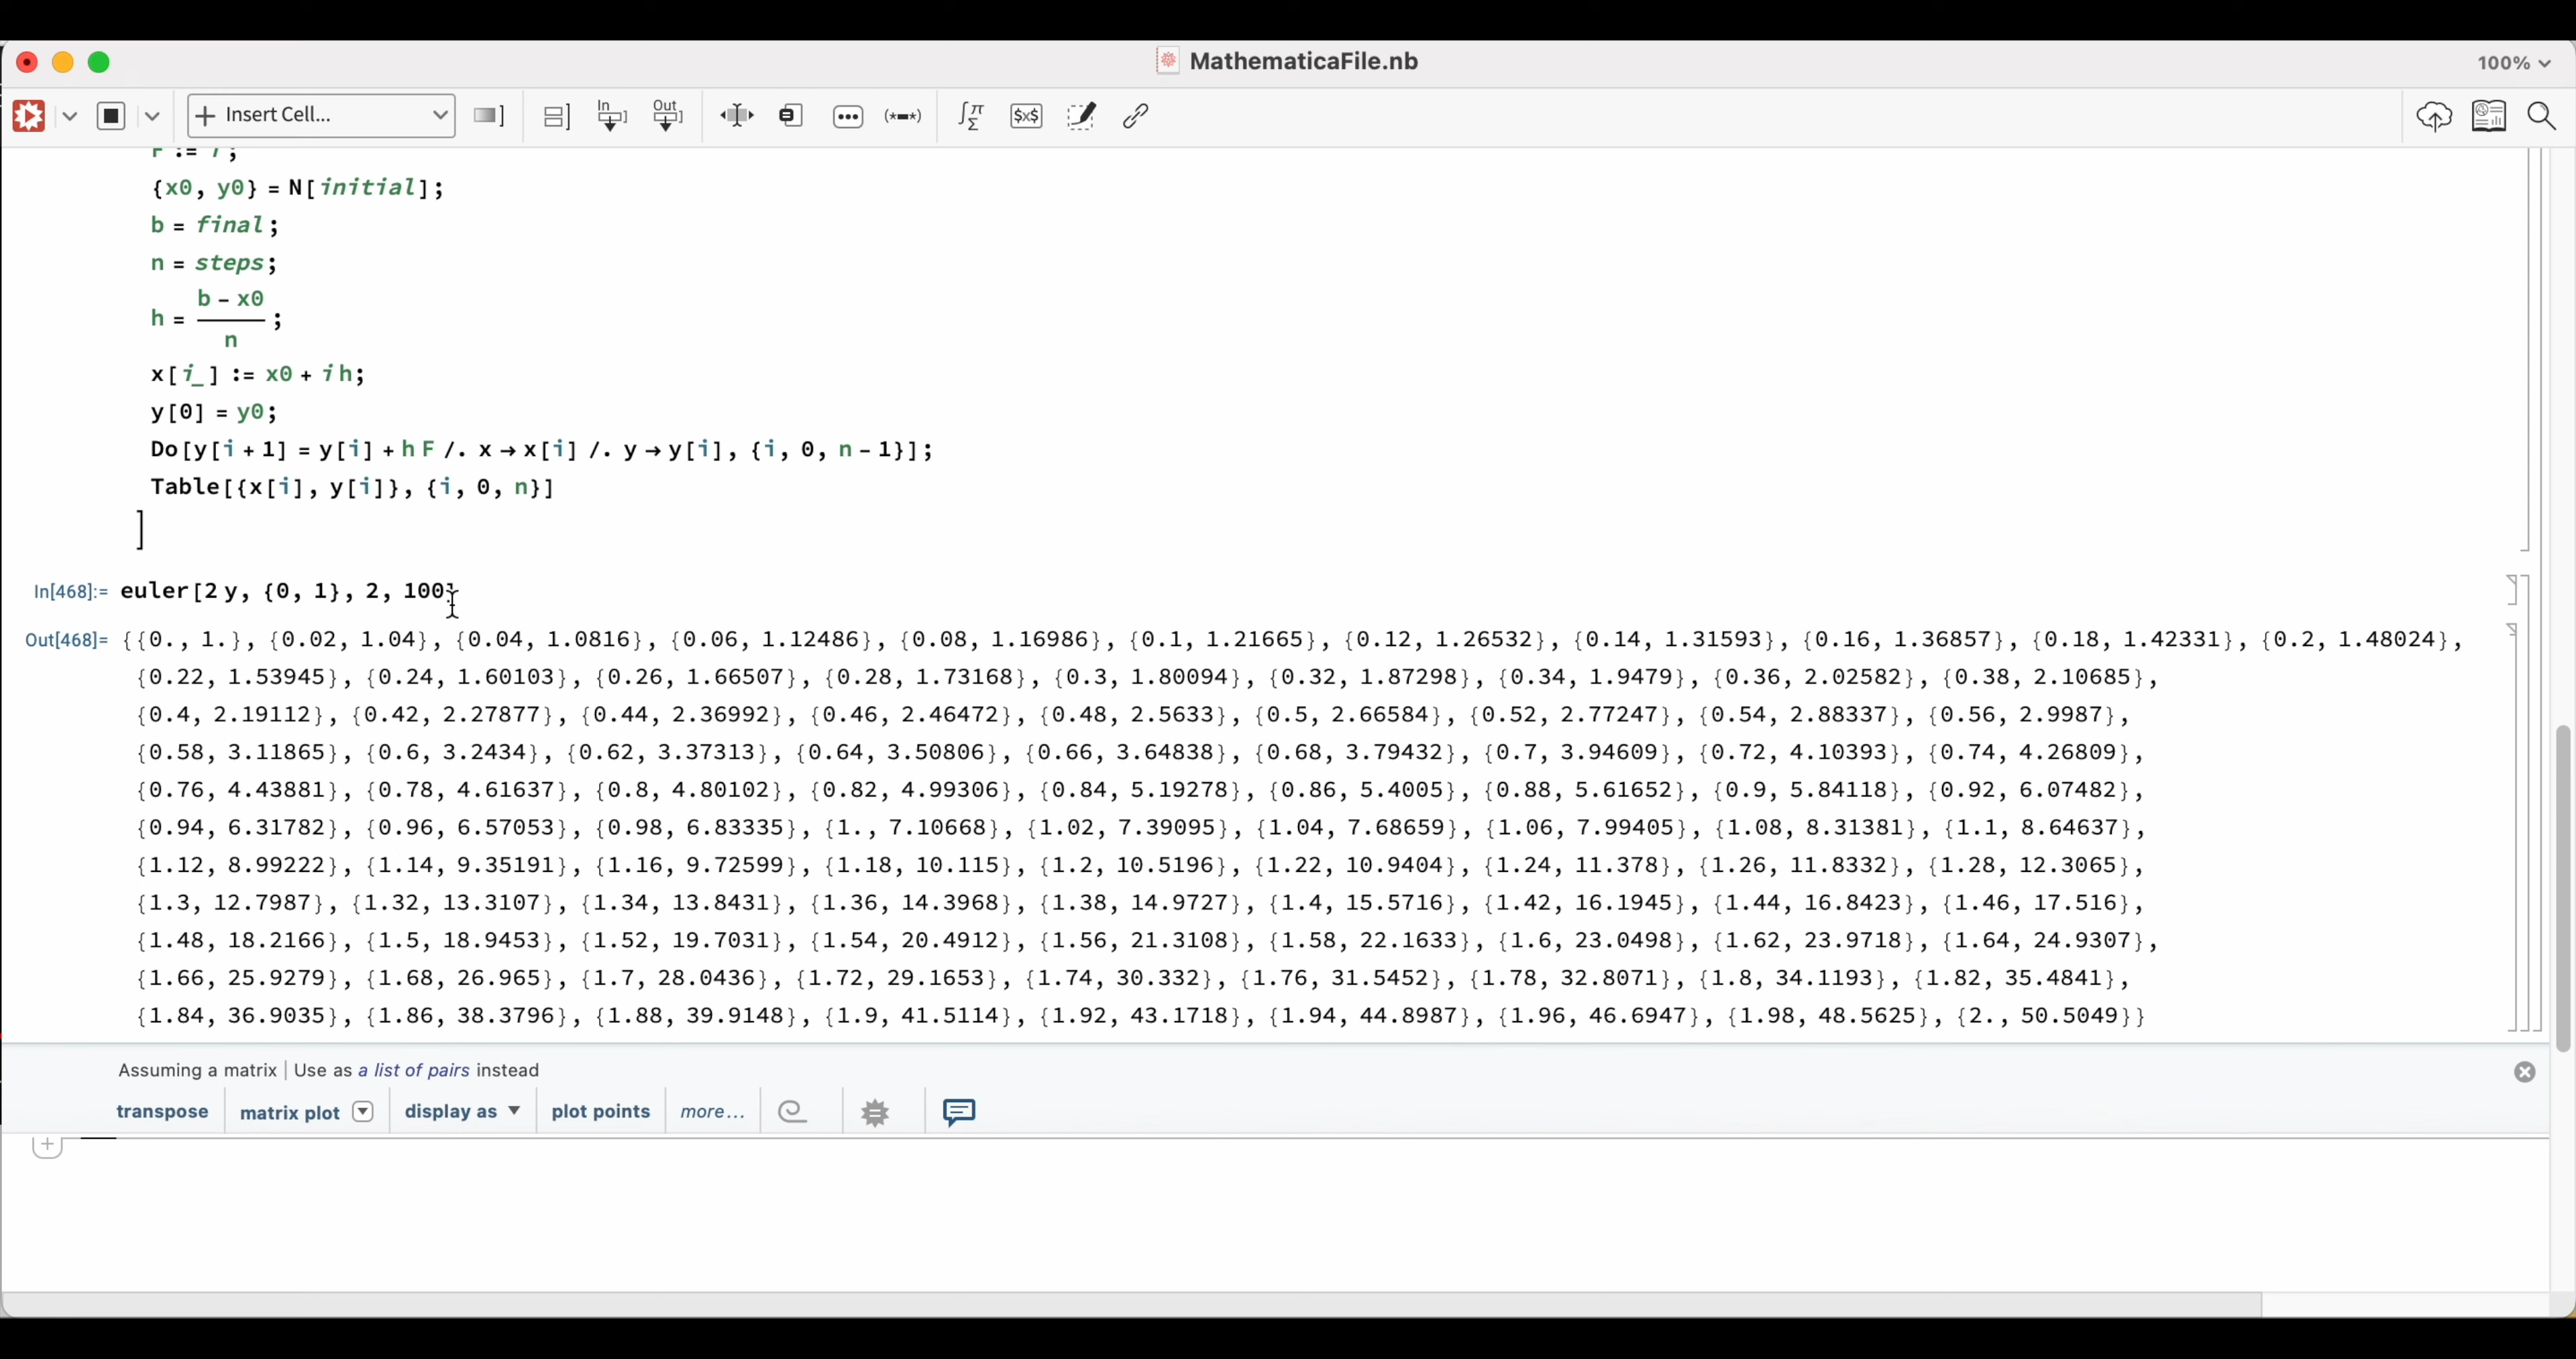 MathematicaFile.nb
100%
Insert Cell...
In
Out
F := f;
{x0, y0} = N[initial];
b = final;
n = steps;
h = b - x0
n ;
x[i_] := x0 + i h;
y[0] = y0;
Do[y[i + 1] = y[i] + h F /. x → x[i] /. y → y[i], {i, 0, n - 1}];
Table[{x[i], y[i]}, {i, 0, n}]
]
In[468]:= euler[2 y, {0, 1}, 2, 100]
Out[468]= {{0., 1.}, {0.02, 1.04}, {0.04, 1.0816}, {0.06, 1.12486}, {0.08, 1.16986}, {0.1, 1.21665}, {0.12, 1.26532}, {0.14, 1.31593}, {0.16, 1.36857}, {0.18, 1.42331}, {0.2, 1.48024},
{0.22, 1.53945}, {0.24, 1.60103}, {0.26, 1.66507}, {0.28, 1.73168}, {0.3, 1.80094}, {0.32, 1.87298}, {0.34, 1.9479}, {0.36, 2.02582}, {0.38, 2.10685},
{0.4, 2.19112}, {0.42, 2.27877}, {0.44, 2.36992}, {0.46, 2.46472}, {0.48, 2.5633}, {0.5, 2.66584}, {0.52, 2.77247}, {0.54, 2.88337}, {0.56, 2.9987},
{0.58, 3.11865}, {0.6, 3.2434}, {0.62, 3.37313}, {0.64, 3.50806}, {0.66, 3.64838}, {0.68, 3.79432}, {0.7, 3.94609}, {0.72, 4.10393}, {0.74, 4.26809},
{0.76, 4.43881}, {0.78, 4.61637}, {0.8, 4.80102}, {0.82, 4.99306}, {0.84, 5.19278}, {0.86, 5.4005}, {0.88, 5.61652}, {0.9, 5.84118}, {0.92, 6.07482},
{0.94, 6.31782}, {0.96, 6.57053}, {0.98, 6.83335}, {1., 7.10668}, {1.02, 7.39095}, {1.04, 7.68659}, {1.06, 7.99405}, {1.08, 8.31381}, {1.1, 8.64637},
{1.12, 8.99222}, {1.14, 9.35191}, {1.16, 9.72599}, {1.18, 10.115}, {1.2, 10.5196}, {1.22, 10.9404}, {1.24, 11.378}, {1.26, 11.8332}, {1.28, 12.3065},
{1.3, 12.7987}, {1.32, 13.3107}, {1.34, 13.8431}, {1.36, 14.3968}, {1.38, 14.9727}, {1.4, 15.5716}, {1.42, 16.1945}, {1.44, 16.8423}, {1.46, 17.516},
{1.48, 18.2166}, {1.5, 18.9453}, {1.52, 19.7031}, {1.54, 20.4912}, {1.56, 21.3108}, {1.58, 22.1633}, {1.6, 23.0498}, {1.62, 23.9718}, {1.64, 24.9307},
{1.66, 25.9279}, {1.68, 26.965}, {1.7, 28.0436}, {1.72, 29.1653}, {1.74, 30.332}, {1.76, 31.5452}, {1.78, 32.8071}, {1.8, 34.1193}, {1.82, 35.4841},
{1.84, 36.9035}, {1.86, 38.3796}, {1.88, 39.9148}, {1.9, 41.5114}, {1.92, 43.1718}, {1.94, 44.8987}, {1.96, 46.6947}, {1.98, 48.5625}, {2., 50.5049}}
Assuming a matrix | Use as a list of pairs instead
transpose matrix plot display as plot points more...